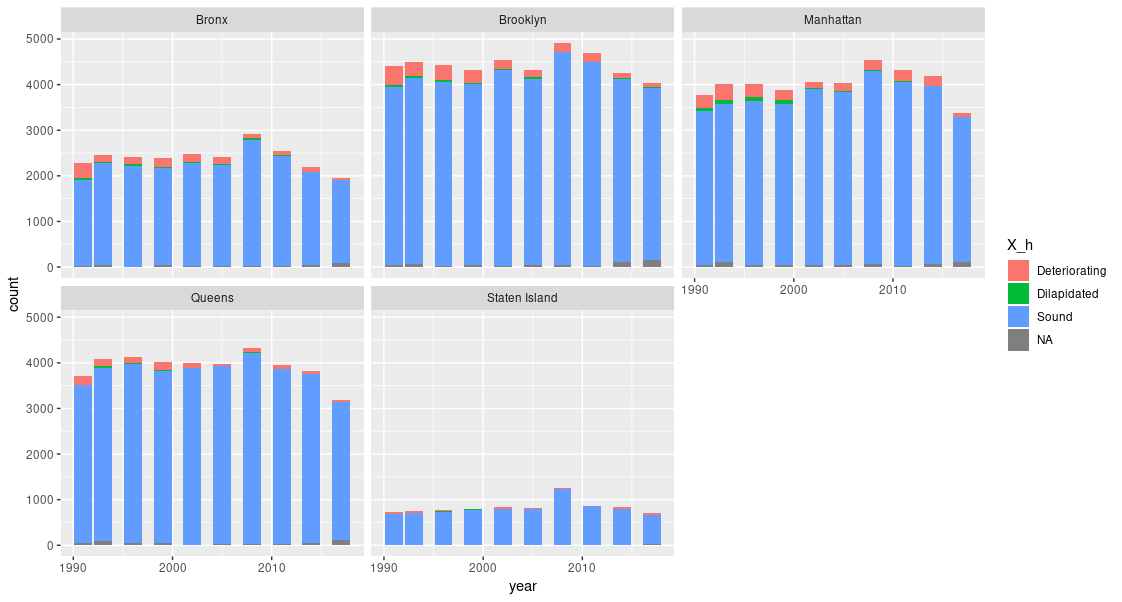 Bronx
Brooklyn
Manhattan
5000
4000
3000
2000
1000
0
1990
2000
2010
Queens
Staten Island
5000
4000
3000
2000
1000
0
1990
2000
2010
1990
2000
2010
count
year
X_h
Deteriorating
Dilapidated
Sound
NA